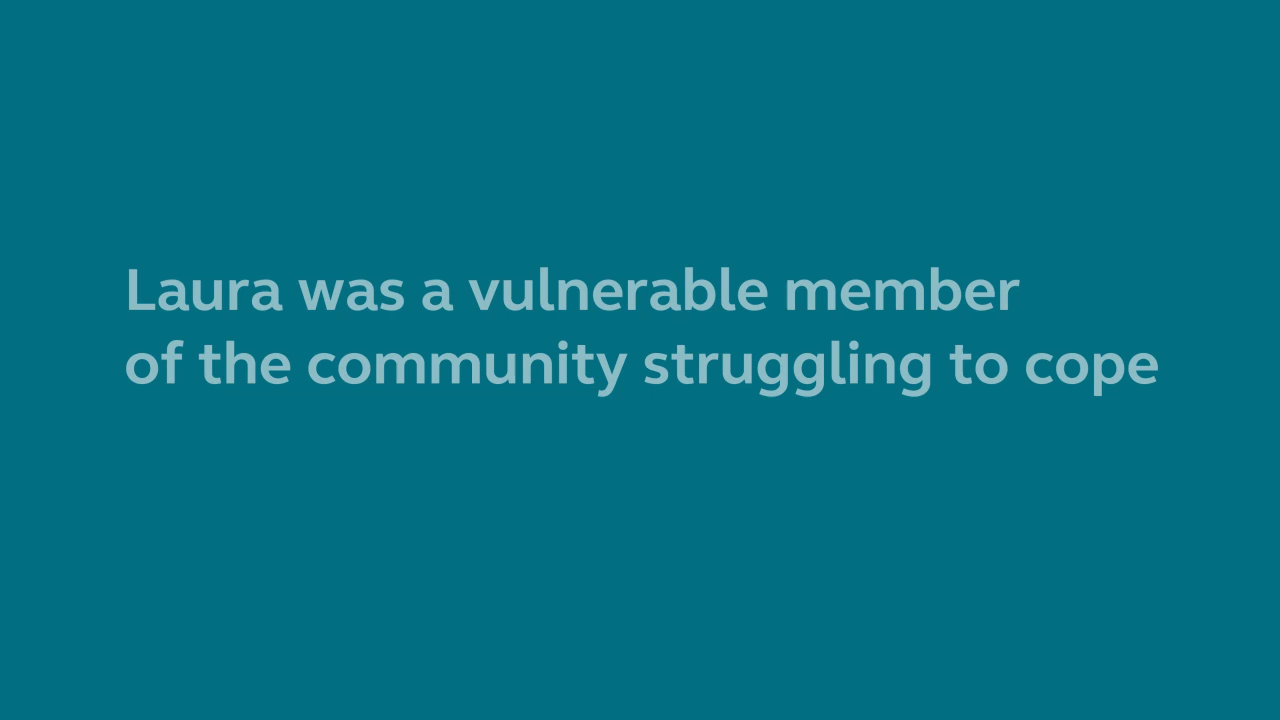 Laura was a vulnerable member
of the community struggling to cope